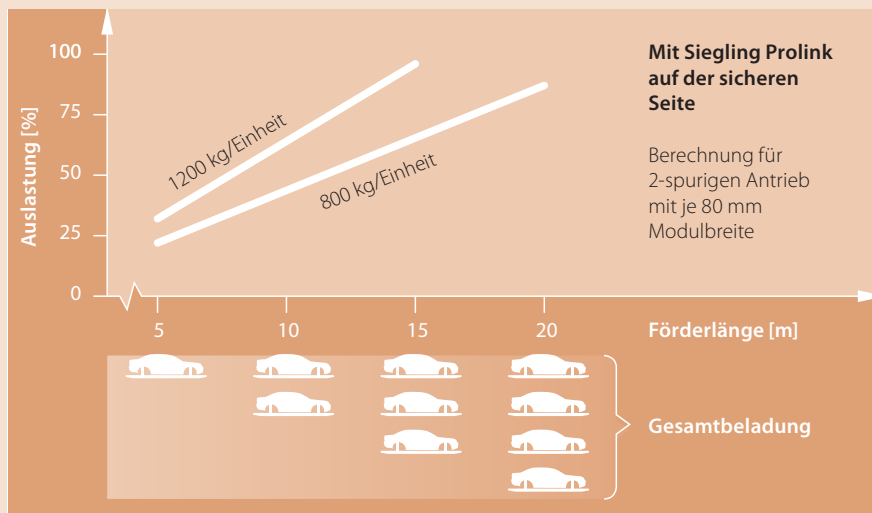 Auslastung [%]
100
75
50
25
0
1200 kg/Einheit
800 kg/Einheit
Mit Siegling Prolink
auf der sicheren
Seite
Berechnung für
2-spurigen Antrieb
mit je 80 mm
Modulbreite
5
10
15
20
Förderlänge [m]
Gesamtbeladung